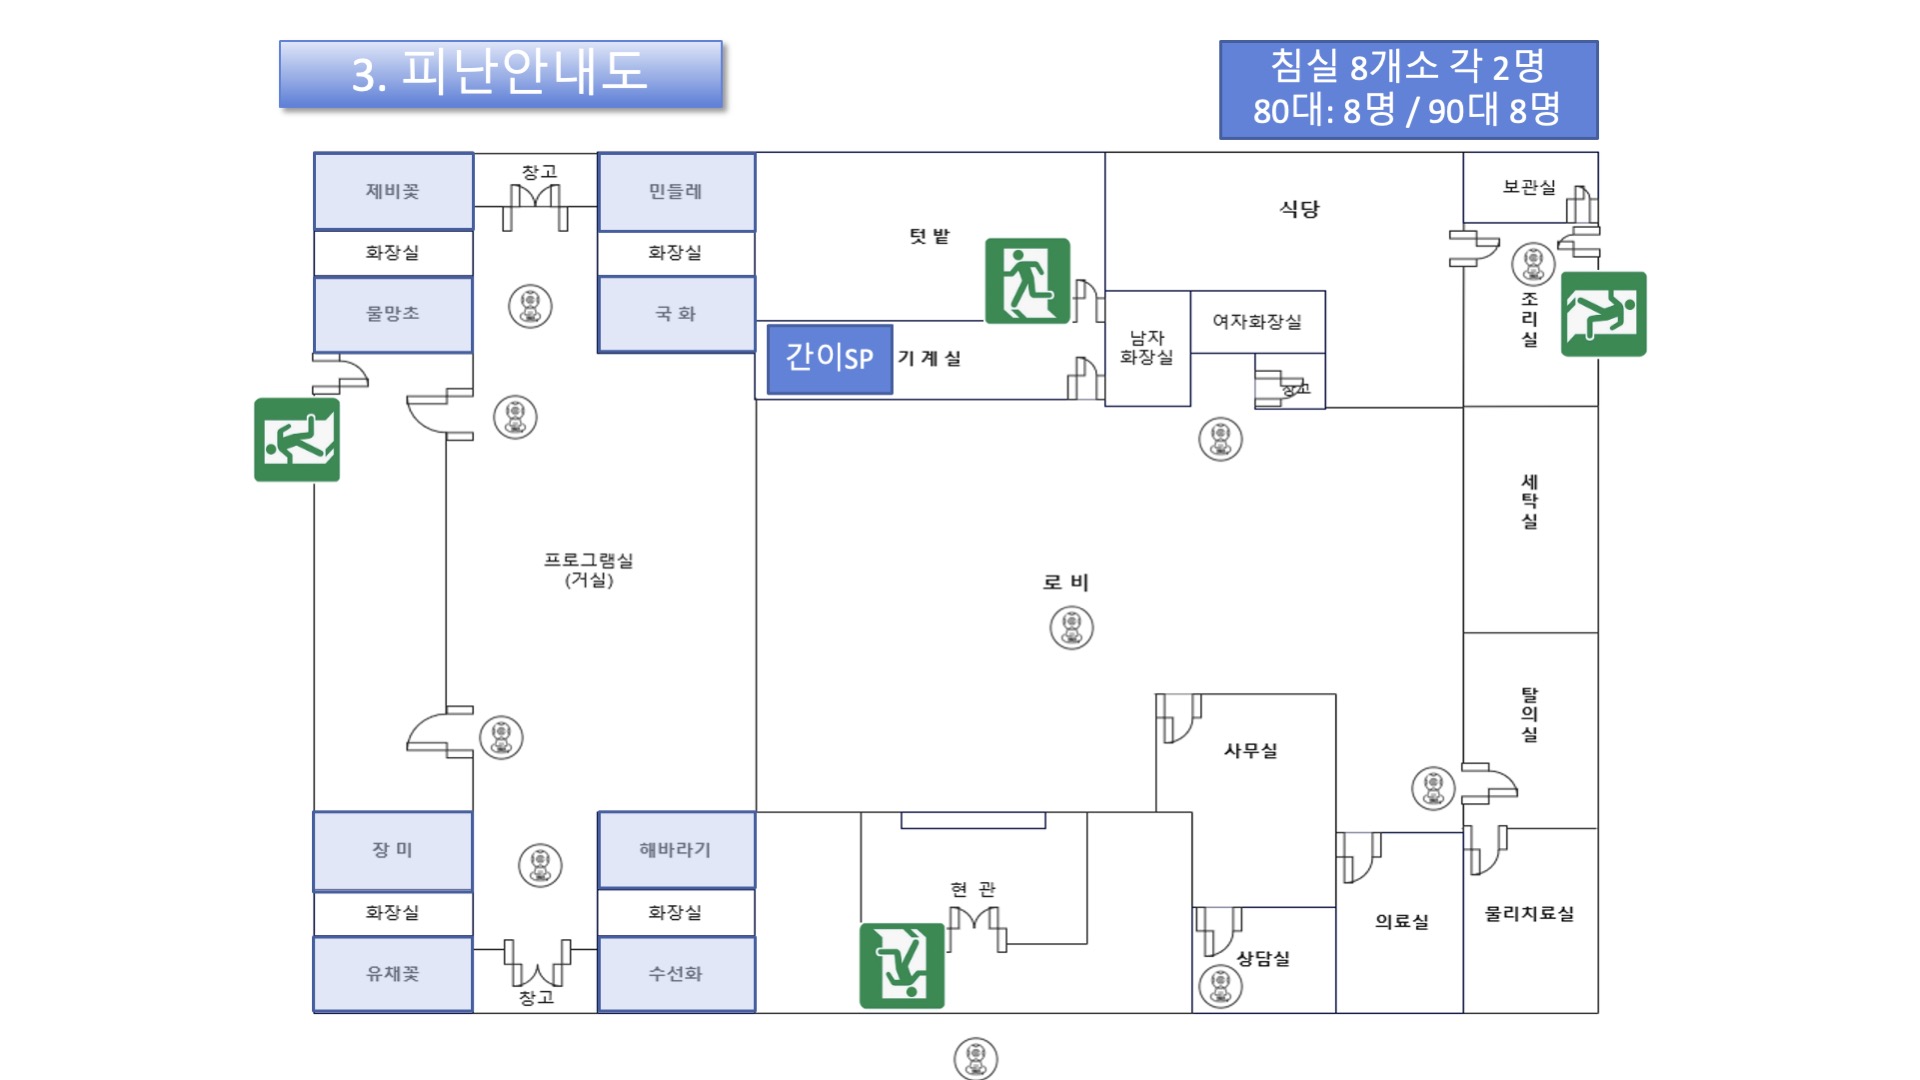 3. 피난안내도
침실 8개소 각 2명
80대: 8명 / 90대 8명
제비꽃
창고
민들레
보관실
식당
텃 밭
화장실
화장실
물망초
국 화
조
리
실
여자화장실
남자
화장실
간이SP
기 계 실
창고
세
탁
실
프로그램실
(거실)
로 비
탈
의
실
사무실
장 미
해바라기
현 관
화장실
화장실
의료실
물리치료실
상담실
유채꽃
창고
수선화